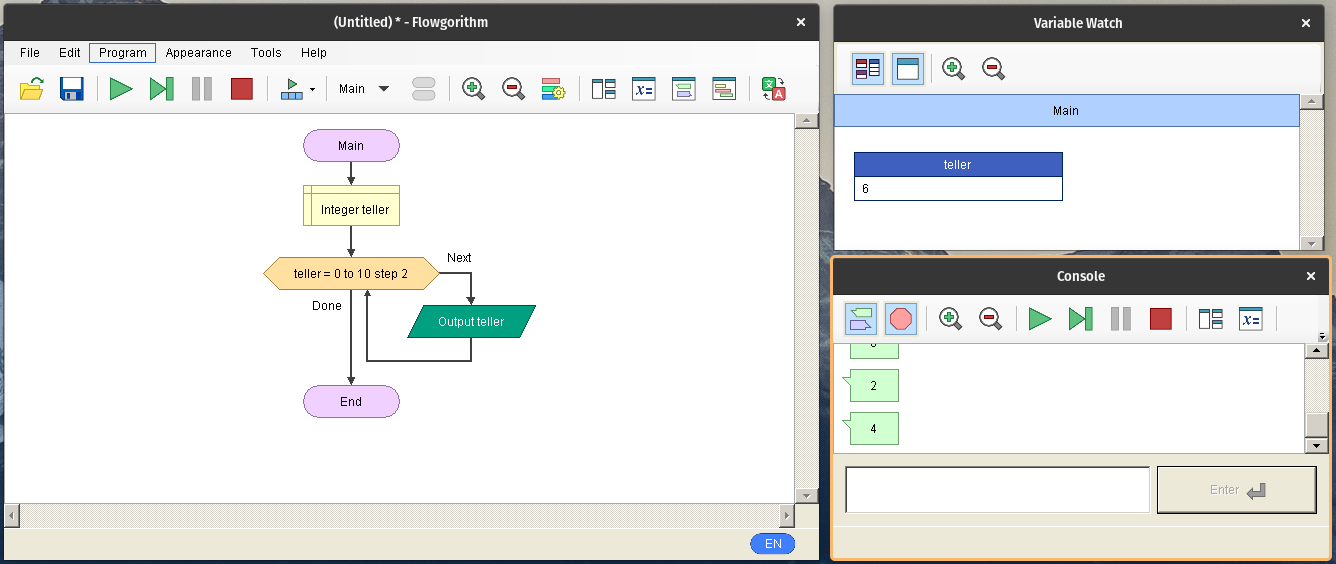 (Untitled) * - Flowgorithm
File Edit Program Appearance Tools Help
Main
Main
Integer teller
teller = 0 to 10 step 2
Next
Done
Output teller
End
EN
Variable Watch
Main
teller
6
Console
2
4
Enter